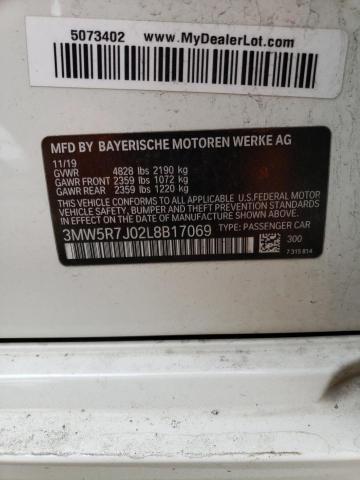 5073402 www.MyDealerLot.com
MFD BY BAYERISCHE MOTOREN WERKE AG
11/19
GVWR 4828 lbs 2190 kg
GAWR FRONT 2359 lbs 1072 kg
GAWR REAR 2359 lbs 1220 kg
THIS VEHICLE CONFORMS TO ALL APPLICABLE U.S. FEDERAL MOTOR
VEHICLE SAFETY, BUMPER, AND THEFT PREVENTION STANDARDS
IN EFFECT ON THE DATE OF MANUFACTURE SHOWN ABOVE.
3MW5R7J02L8B17069 TYPE: PASSENGER CAR
300
7 315 814